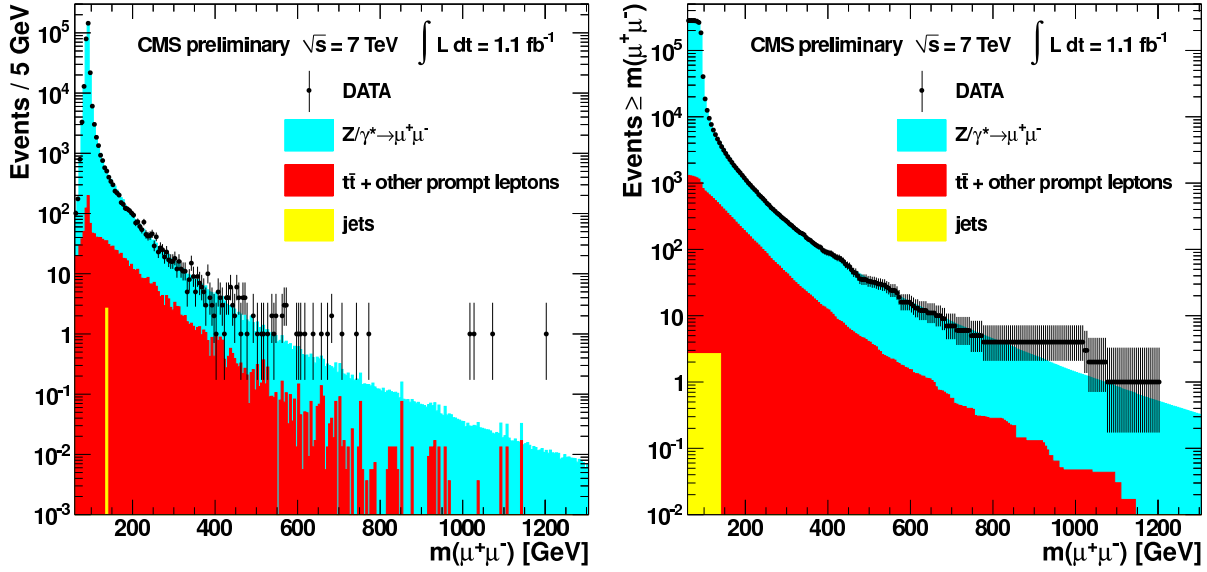 CMS preliminary √s = 7 TeV ∫ L dt = 1.1 fb⁻¹
DATA
Z/γ*→μ⁺μ⁻
tt̄ + other prompt leptons
jets
Events / 5 GeV
10⁵
10⁴
10³
10²
10
1
10⁻¹
10⁻²
10⁻³
200 400 600 800 1000 1200
m(μ⁺μ⁻) [GeV]
CMS preliminary √s = 7 TeV ∫ L dt = 1.1 fb⁻¹
DATA
Z/γ*→μ⁺μ⁻
tt̄ + other prompt leptons
jets
Events ≥ m(μ⁺μ⁻)
10⁵
10⁴
10³
10²
10
1
10⁻¹
10⁻²
200 400 600 800 1000 1200
m(μ⁺μ⁻) [GeV]